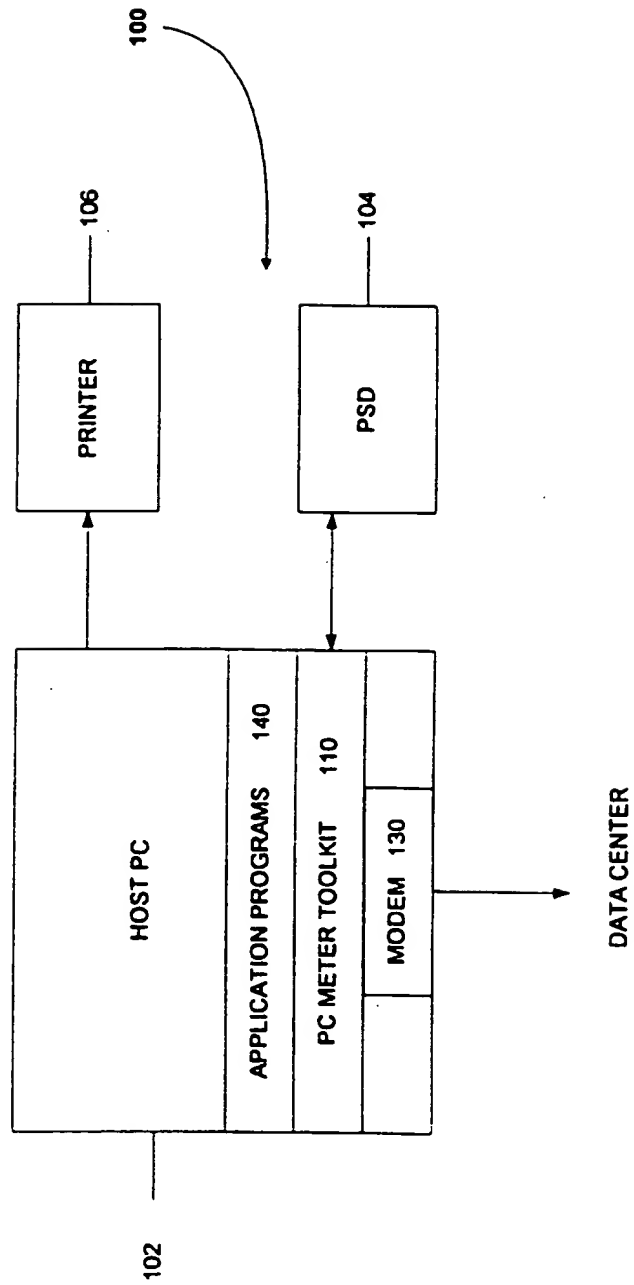 100
PRINTER
106
PSD
104
HOST PC
APPLICATION PROGRAMS 140
PC METER TOOLKIT 110
MODEM 130
102
DATA CENTER